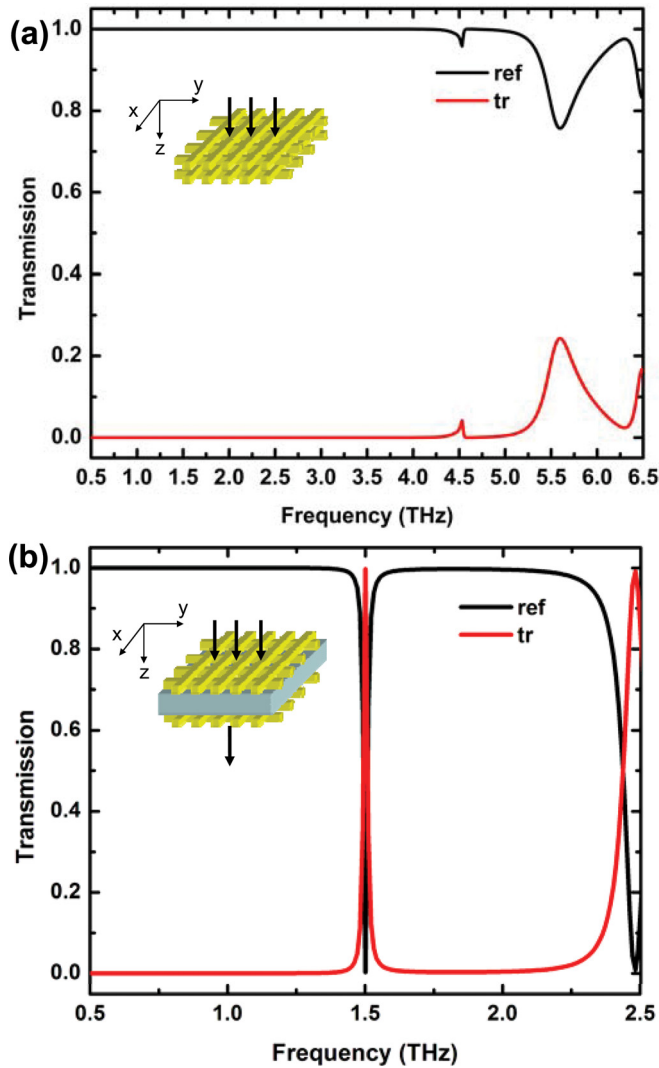 (a)
1.0
0.8
0.6
0.4
0.2
0.0
Transmission
ref
tr
x
y
z
0.5 1.0 1.5 2.0 2.5 3.0 3.5 4.0 4.5 5.0 5.5 6.0 6.5
Frequency (THz)
(b)
1.0
0.8
0.6
0.4
0.2
0.0
Transmission
ref
tr
x
y
z
0.5 1.0 1.5 2.0 2.5
Frequency (THz)